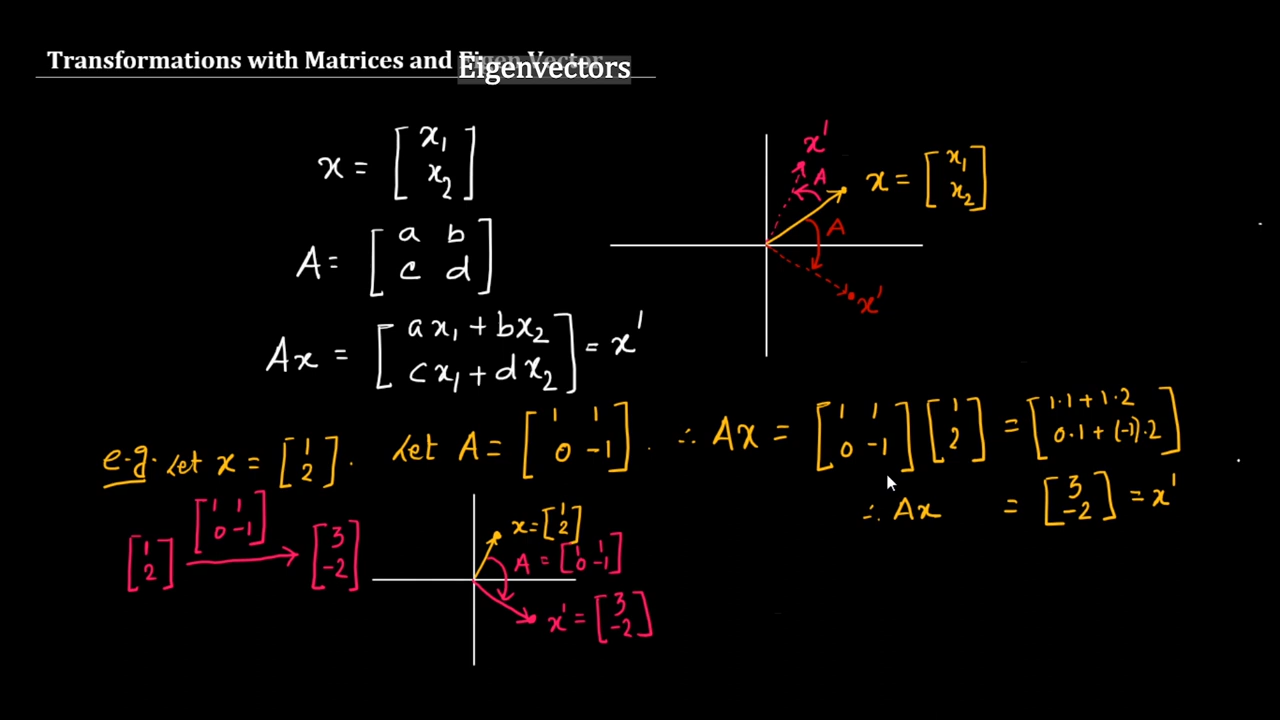 Transformations with Matrices and Eigen Vector
Eigenvectors
x = [x₁ x₂]
A = [a b
c d]
Ax = [ax₁ + bx₂
cx₁ + dx₂] = x'
x'
A
x = [x₁ x₂]
A
x'
e.g. Let x = [1 2]. Let A = [1 1 0 -1]. ∴ Ax = [1 1 0 -1] [1 2] = [1·1 + 1·2
0·1 + (-1)·2]
∴ Ax = [3 -2] = x'
[1 2] [1 1 0 -1] [3 -2]
x = [1 2]
A = [1 1 0 -1]
x' = [3 -2]